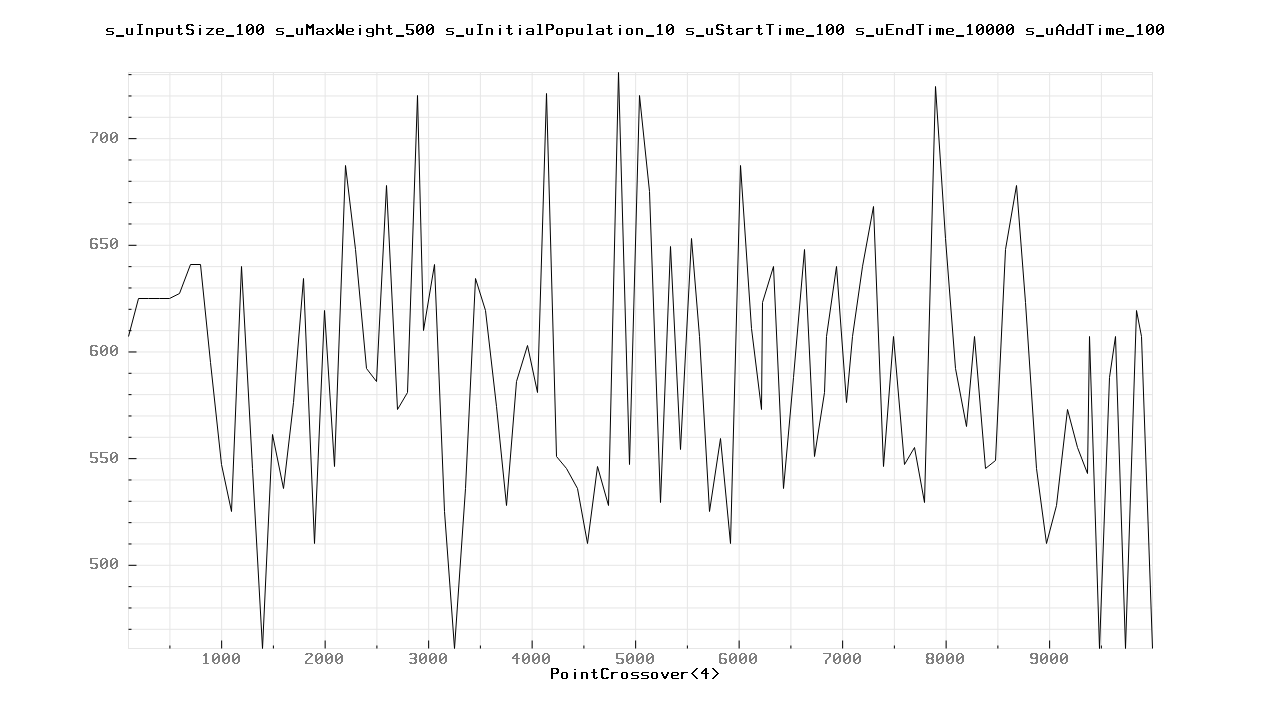 s_uInputSize_100 s_uMaxWeight_500 s_uInitialPopulation_10 s_uStartTime_100 s_uEndTime_10000 s_uAddTime_100
700
650
600
550
500
1000 2000 3000 4000 5000 6000 7000 8000 9000
PointCrossover<4>